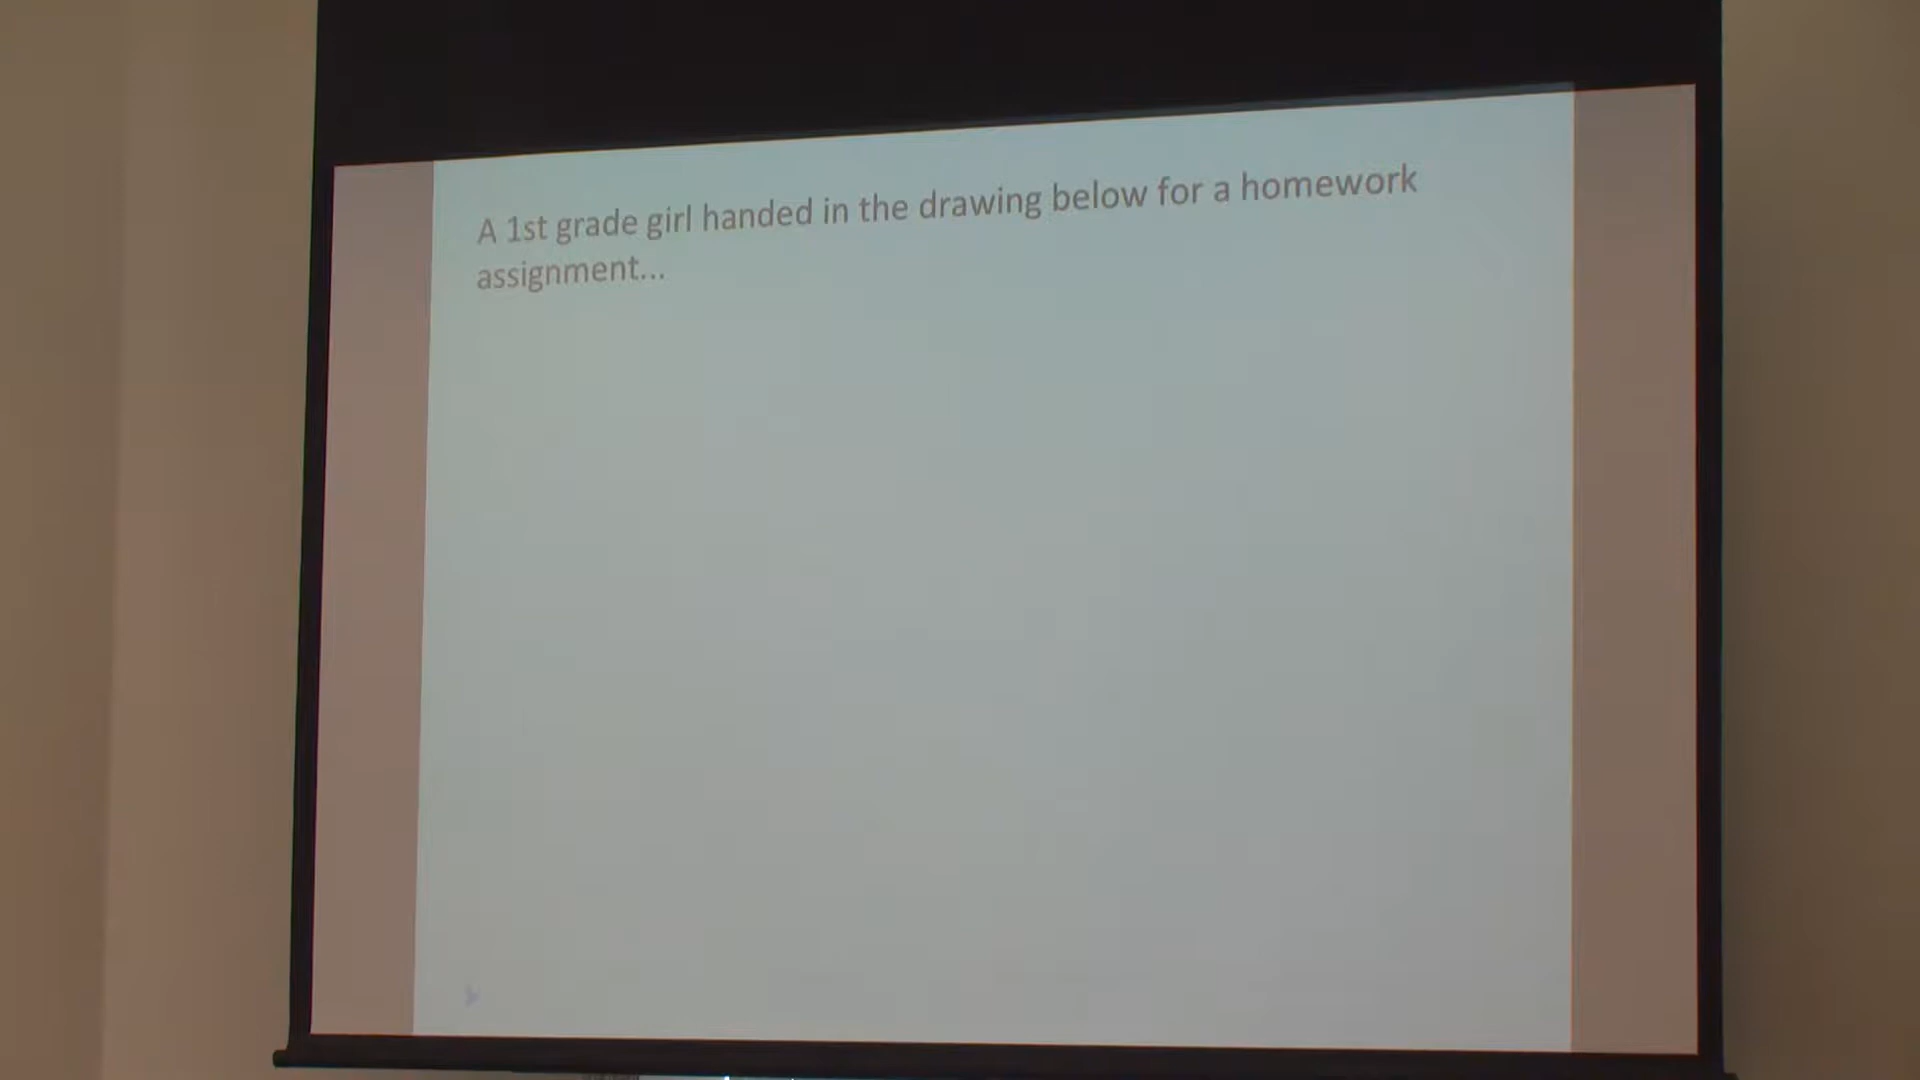 A 1st grade girl handed in the drawing below for a homework
assignment...